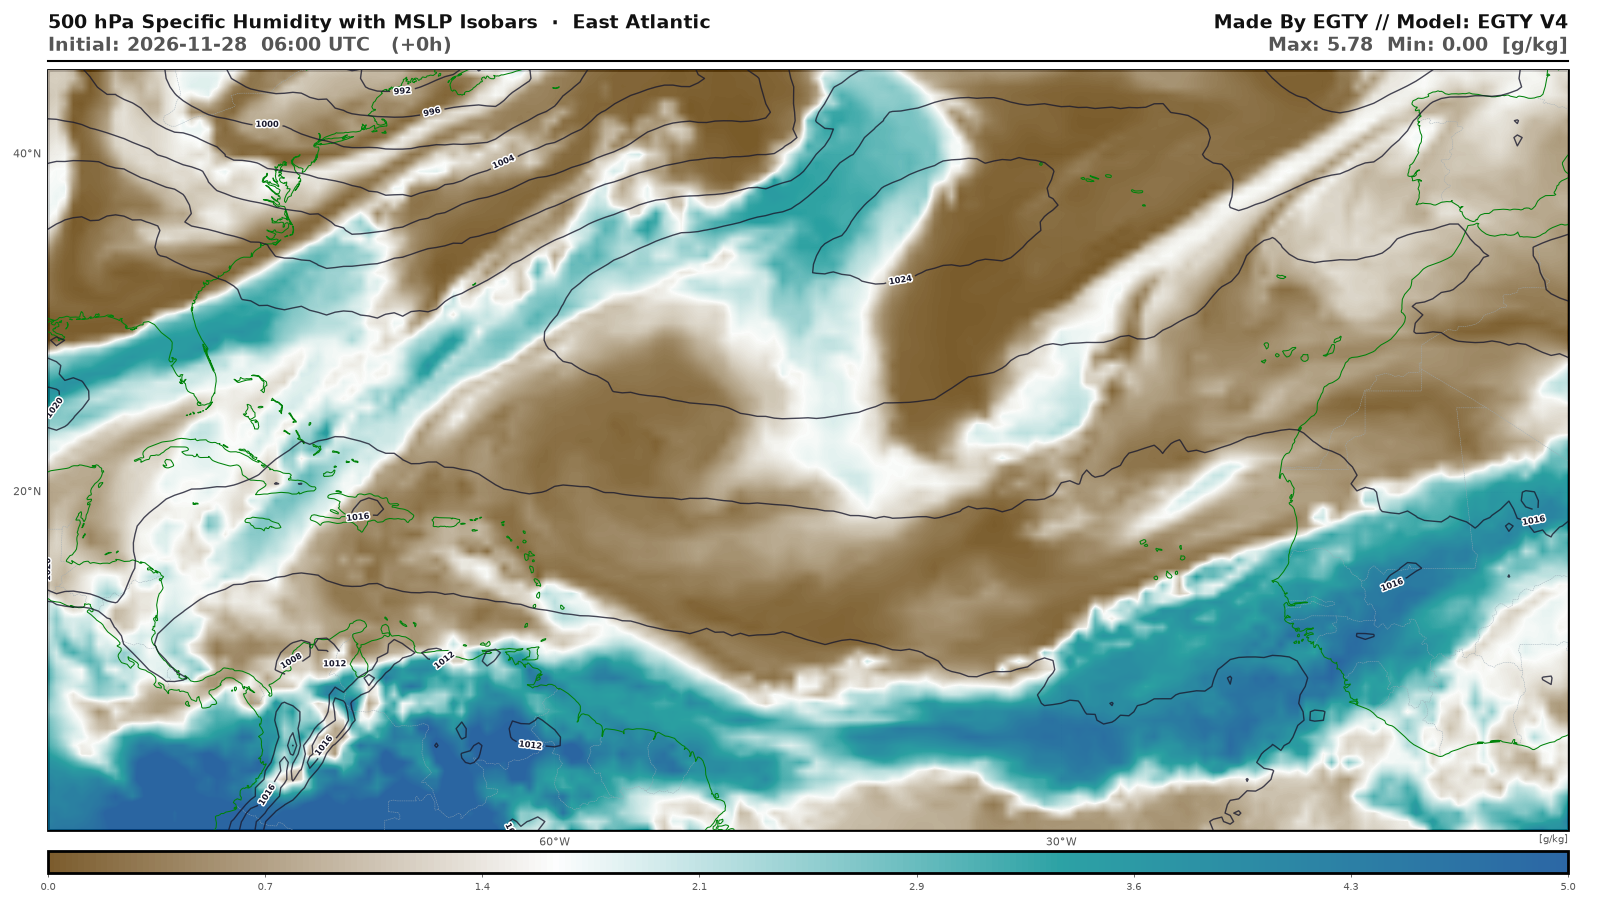 500 hPa Specific Humidity with MSLP Isobars · East Atlantic
Made By EGTY // Model: EGTY V4
Initial: 2026-11-28 06:00 UTC (+0h)
Max: 5.78 Min: 0.00 [g/kg]
992
996
1000
40°N
1004
1024
1020
20°N
1016
1016
1016
1008
1012
1012
1016
1012
1016
60°W
30°W
[g/kg]
0.0
0.7
1.4
2.1
2.9
3.6
4.3
5.0